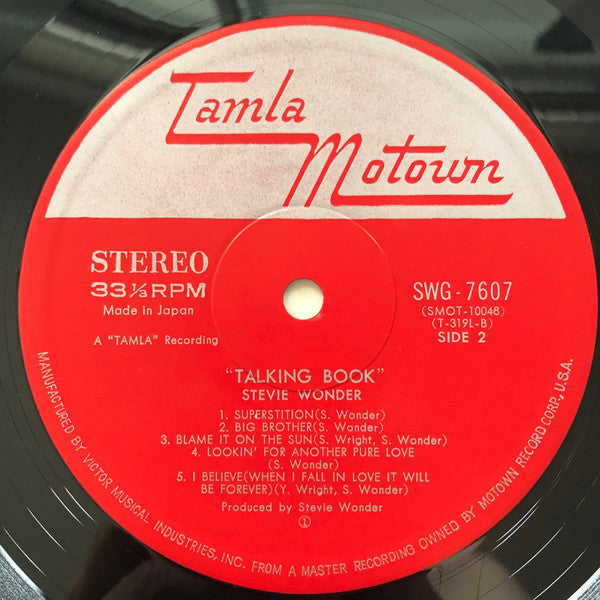 Tamla
Motown
STEREO
33⅓RPM
Made in Japan
A "TAMLA" Recording
SWG-7607
(SMOT-10048)
(T-319L-B)
SIDE 2
"TALKING BOOK"
STEVIE WONDER
1. SUPERSTITION(S. Wonder)
2. BIG BROTHER(S. Wonder)
3. BLAME IT ON THE SUN(S. Wright, S. Wonder)
4. LOOKIN' FOR ANOTHER PURE LOVE
(S. Wonder)
5. I BELIEVE(WHEN I FALL IN LOVE IT WILL
BE FOREVER)(Y. Wright, S. Wonder)
Produced by Stevie Wonder
①
MANUFACTURED BY VICTOR MUSICAL INDUSTRIES, INC. FROM A MASTER RECORDING OWNED BY MOTOWN RECORD CORP., U.S.A.